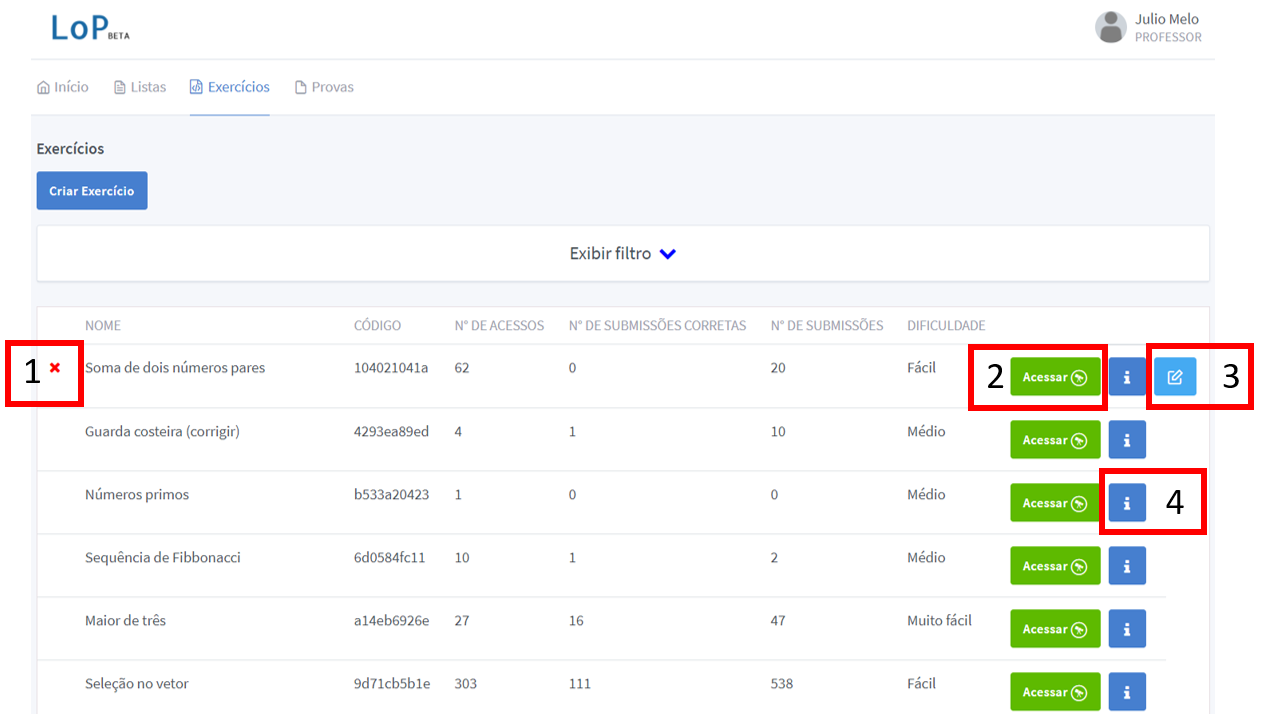 LoP BETA
Julio Melo
PROFESSOR
Início Listas Exercícios Provas
Exercícios
Criar Exercício
Exibir filtro
NOME CÓDIGO N° DE ACESSOS N° DE SUBMISSÕES CORRETAS N° DE SUBMISSÕES DIFICULDADE
1 Soma de dois números pares 104021041a 62 0 20 Fácil 2 Acessar i 3
Guarda costeira (corrigir) 4293ea89ed 4 1 10 Médio Acessar i
Números primos b533a20423 1 0 0 Médio Acessar i 4
Sequência de Fibbonacci 6d0584fc11 10 1 2 Médio Acessar i
Maior de três a14eb6926e 27 16 47 Muito fácil Acessar i
Seleção no vetor 9d71cb5b1e 303 111 538 Fácil Acessar i